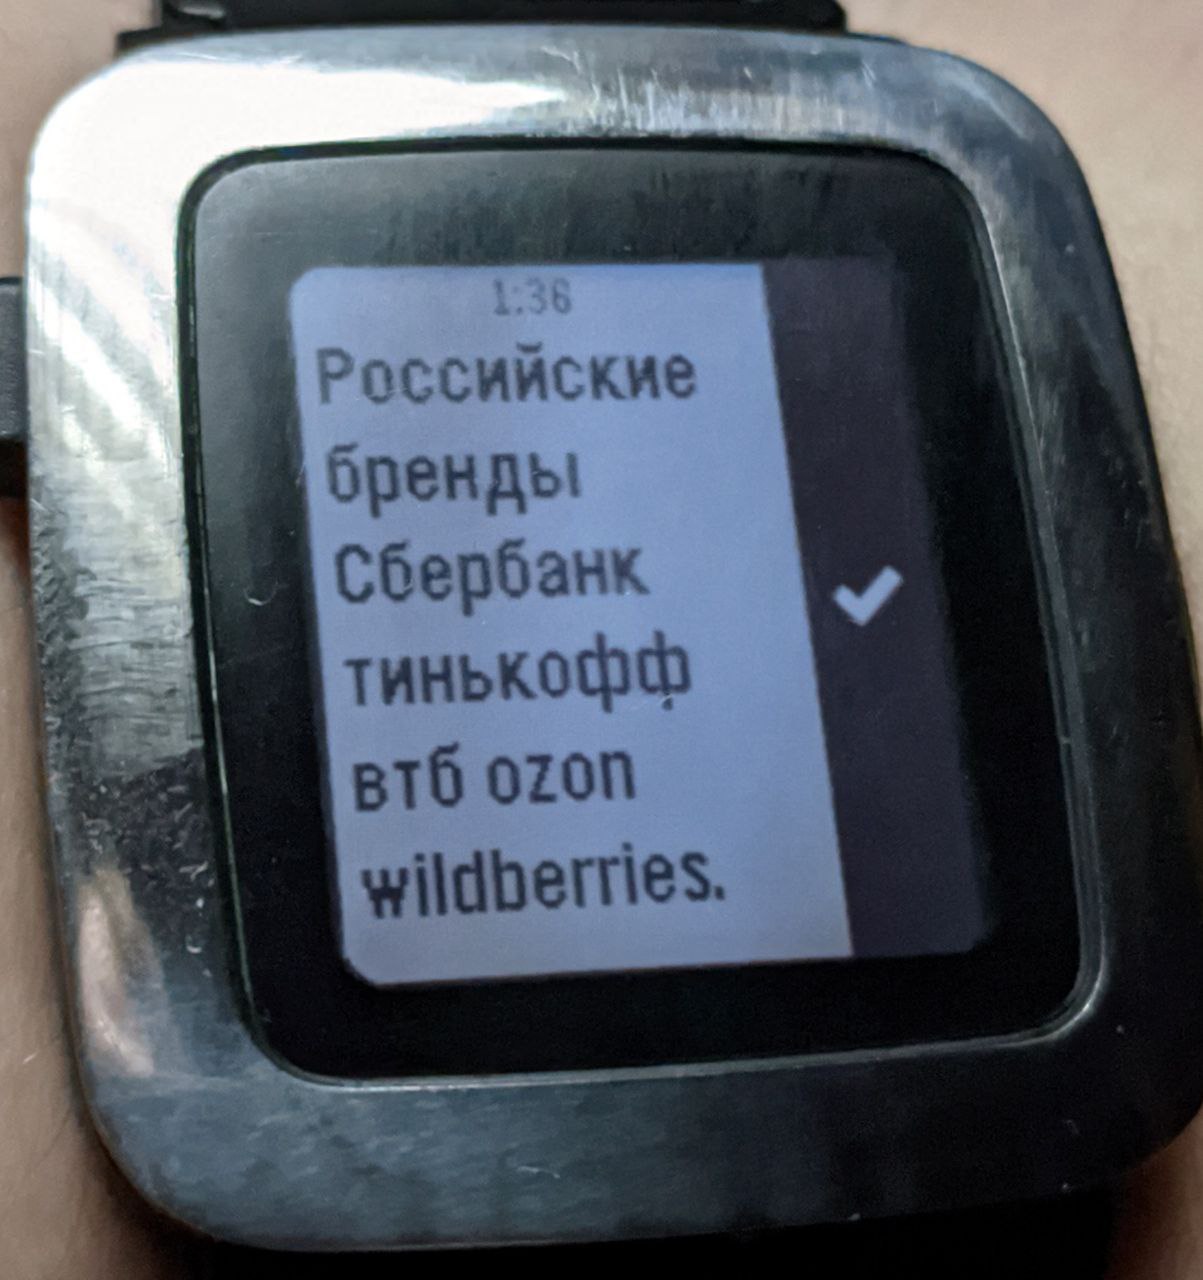 1:36
Российские
бренды
Сбербанк
тинькофф
втб ozon
wildberries.